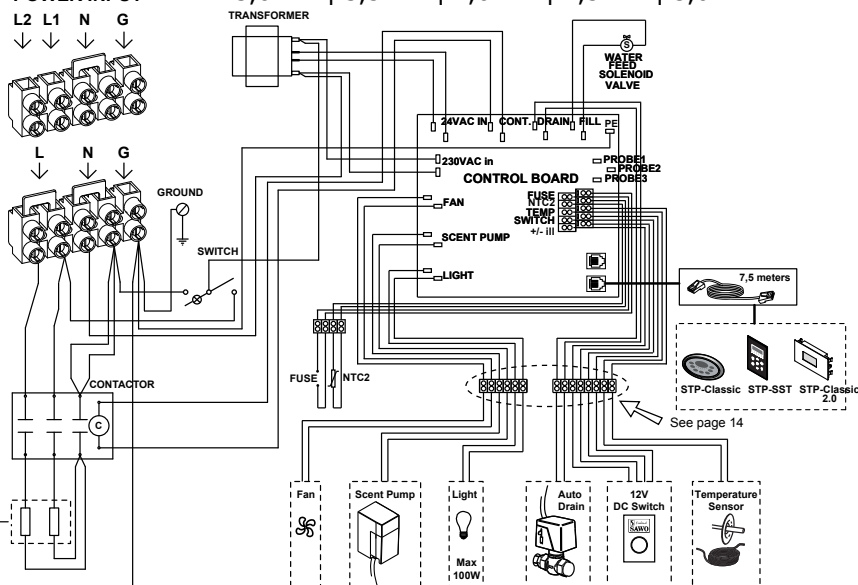 L2 L1 N G
TRANSFORMER
WATER
FEED
SOLENOID
VALVE
S
24VAC IN
CONT.
DRAIN
FILL
PE
230VAC in
PROBE1
PROBE2
PROBE3
CONTROL BOARD
FAN
FUSE
NTC2
TEMP
SWITCH
+/- ill
SCENT PUMP
LIGHT
L N G
GROUND
SWITCH
7,5 meters
STP-Classic
STP-SST
STP-Classic
2.0
FUSE
NTC2
CONTACTOR
C
See page 14
Fan
Scent Pump
Light
Max
100W
Auto
Drain
12V
DC Switch
SAWO
Temperature
Sensor